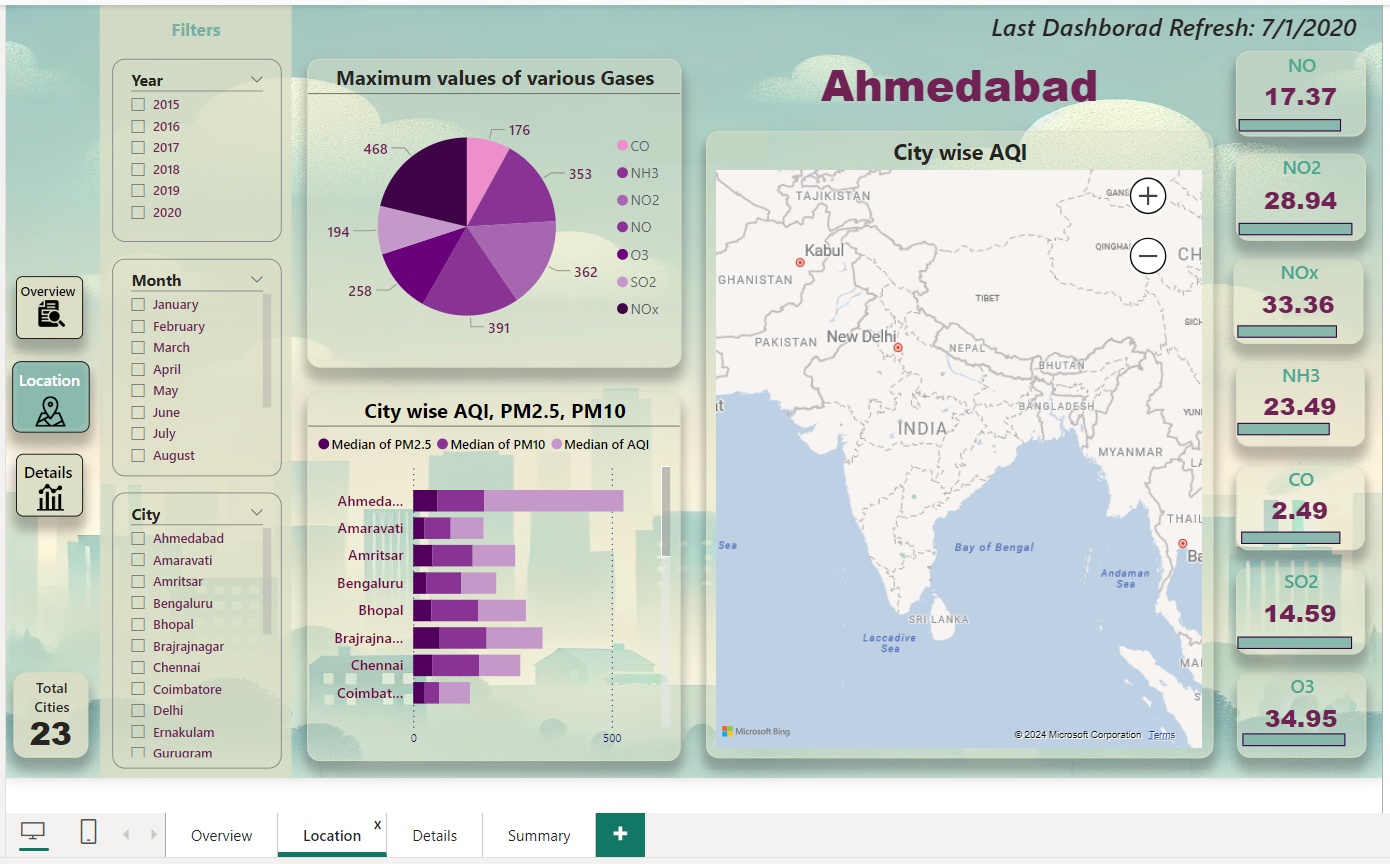 Last Dashborad Refresh: 7/1/2020
Filters
Year
2015
2016
2017
2018
2019
2020
Month
January
February
March
April
May
June
July
August
City
Ahmedabad
Amaravati
Amritsar
Bengaluru
Bhopal
Brajrajnagar
Chennai
Coimbatore
Delhi
Ernakulam
Gurugram
Overview
Location
Details
Total
Cities
23
Maximum values of various Gases
176
353
362
391
258
194
468
CO
NH3
NO2
NO
O3
SO2
NOx
City wise AQI, PM2.5, PM10
Median of PM2.5 Median of PM10 Median of AQI
Ahmeda...
Amaravati
Amritsar
Bengaluru
Bhopal
Brajrajna...
Chennai
Coimbat...
0 500
Ahmedabad
City wise AQI
TAJIKISTAN
GANS
Kabul
QINGHA
CH
GHANISTAN
TIBET
SICH
PAKISTAN
New Delhi
NEPAL
BHUTAN
BANGLADESH
YUN
INDIA
MYANMAR
LA
THAIL
Sea
Bay of Bengal
Ba
Andaman
Sea
SRI LANKA
Laccadive
Sea
MA
Microsoft Bing
© 2024 Microsoft Corporation Terms
NO
17.37
NO2
28.94
NOx
33.36
NH3
23.49
CO
2.49
SO2
14.59
O3
34.95
Overview
Location x
Details
Summary
+